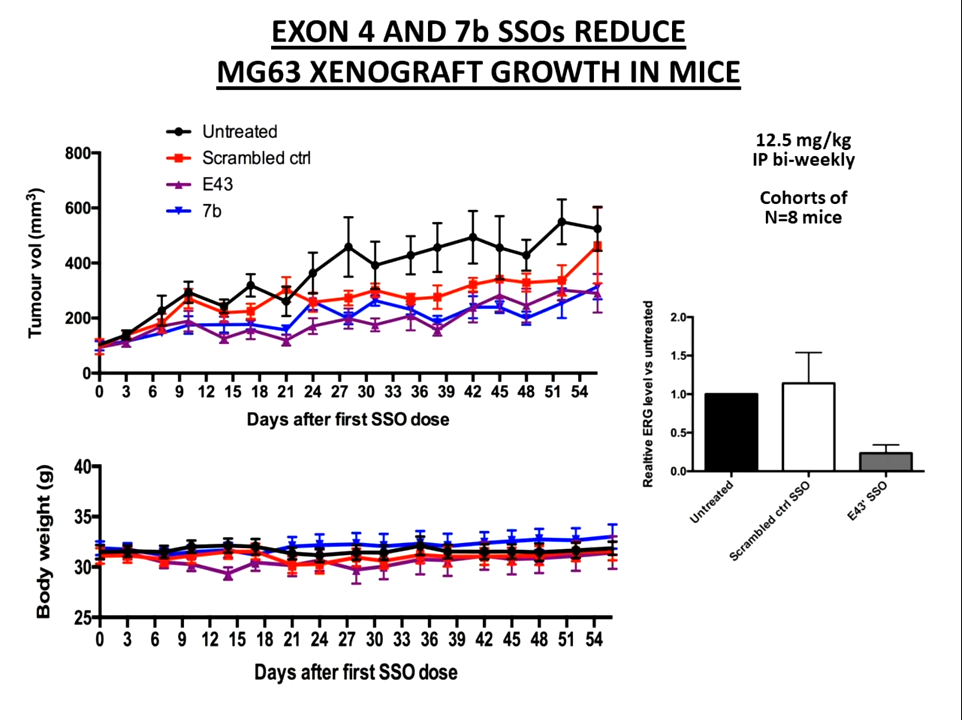 EXON 4 AND 7b SSOs REDUCE
MG63 XENOGRAFT GROWTH IN MICE
Untreated
Scrambled ctrl
E43
7b
12.5 mg/kg
IP bi-weekly
Cohorts of
N=8 mice
Tumour vol (mm³)
800
600
400
200
0
0 3 6 9 12 15 18 21 24 27 30 33 36 39 42 45 48 51 54
Days after first SSO dose
Realtive ERG level vs untreated
2.0
1.5
1.0
0.5
0.0
Untreated
Scrambled ctrl SSO
E43' SSO
Body weight (g)
40
35
30
25
0 3 6 9 12 15 18 21 24 27 30 33 36 39 42 45 48 51 54
Days after first SSO dose